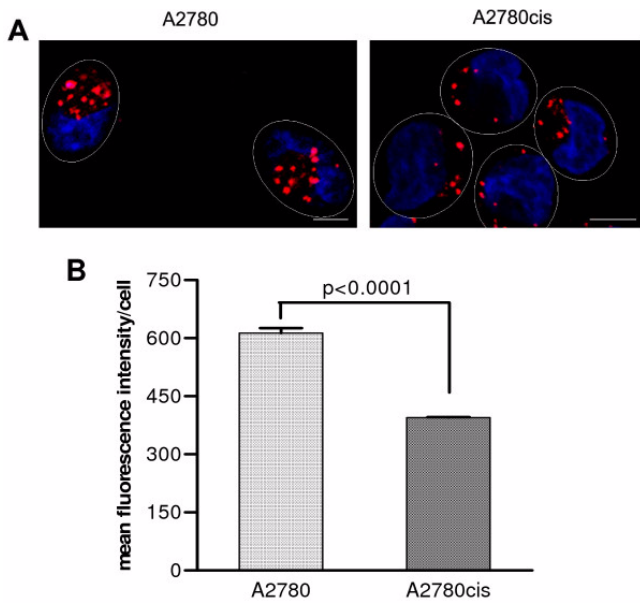 A2780
A2780cis
A
B
mean fluorescence intensity/cell
750
600
450
300
150
0
p<0.0001
A2780
A2780cis